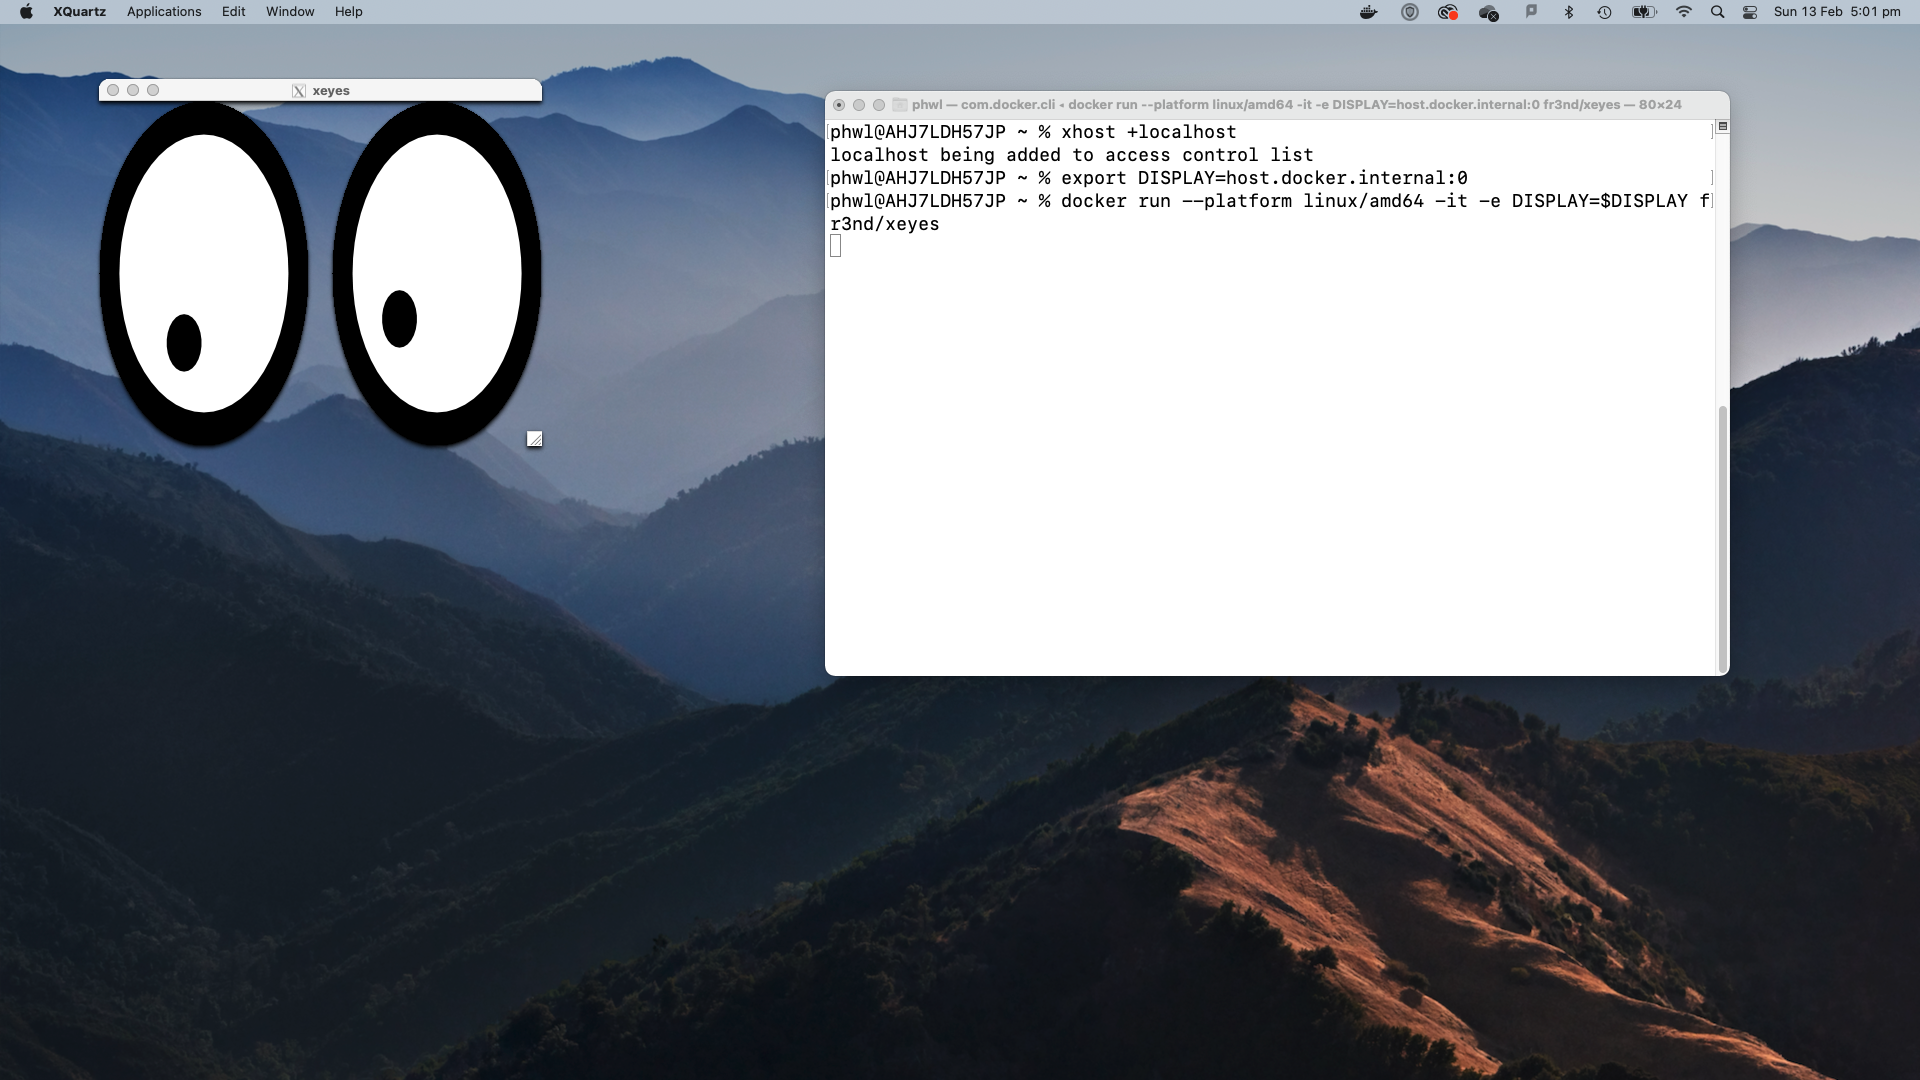 XQuartz Applications Edit Window Help Sun 13 Feb 5:01 pm
xeyes
phwl — com.docker.cli ◂ docker run --platform linux/amd64 -it -e DISPLAY=host.docker.internal:0 fr3nd/xeyes — 80×24
phwl@AHJ7LDH57JP ~ % xhost +localhost
localhost being added to access control list
phwl@AHJ7LDH57JP ~ % export DISPLAY=host.docker.internal:0
phwl@AHJ7LDH57JP ~ % docker run --platform linux/amd64 -it -e DISPLAY=$DISPLAY f
r3nd/xeyes